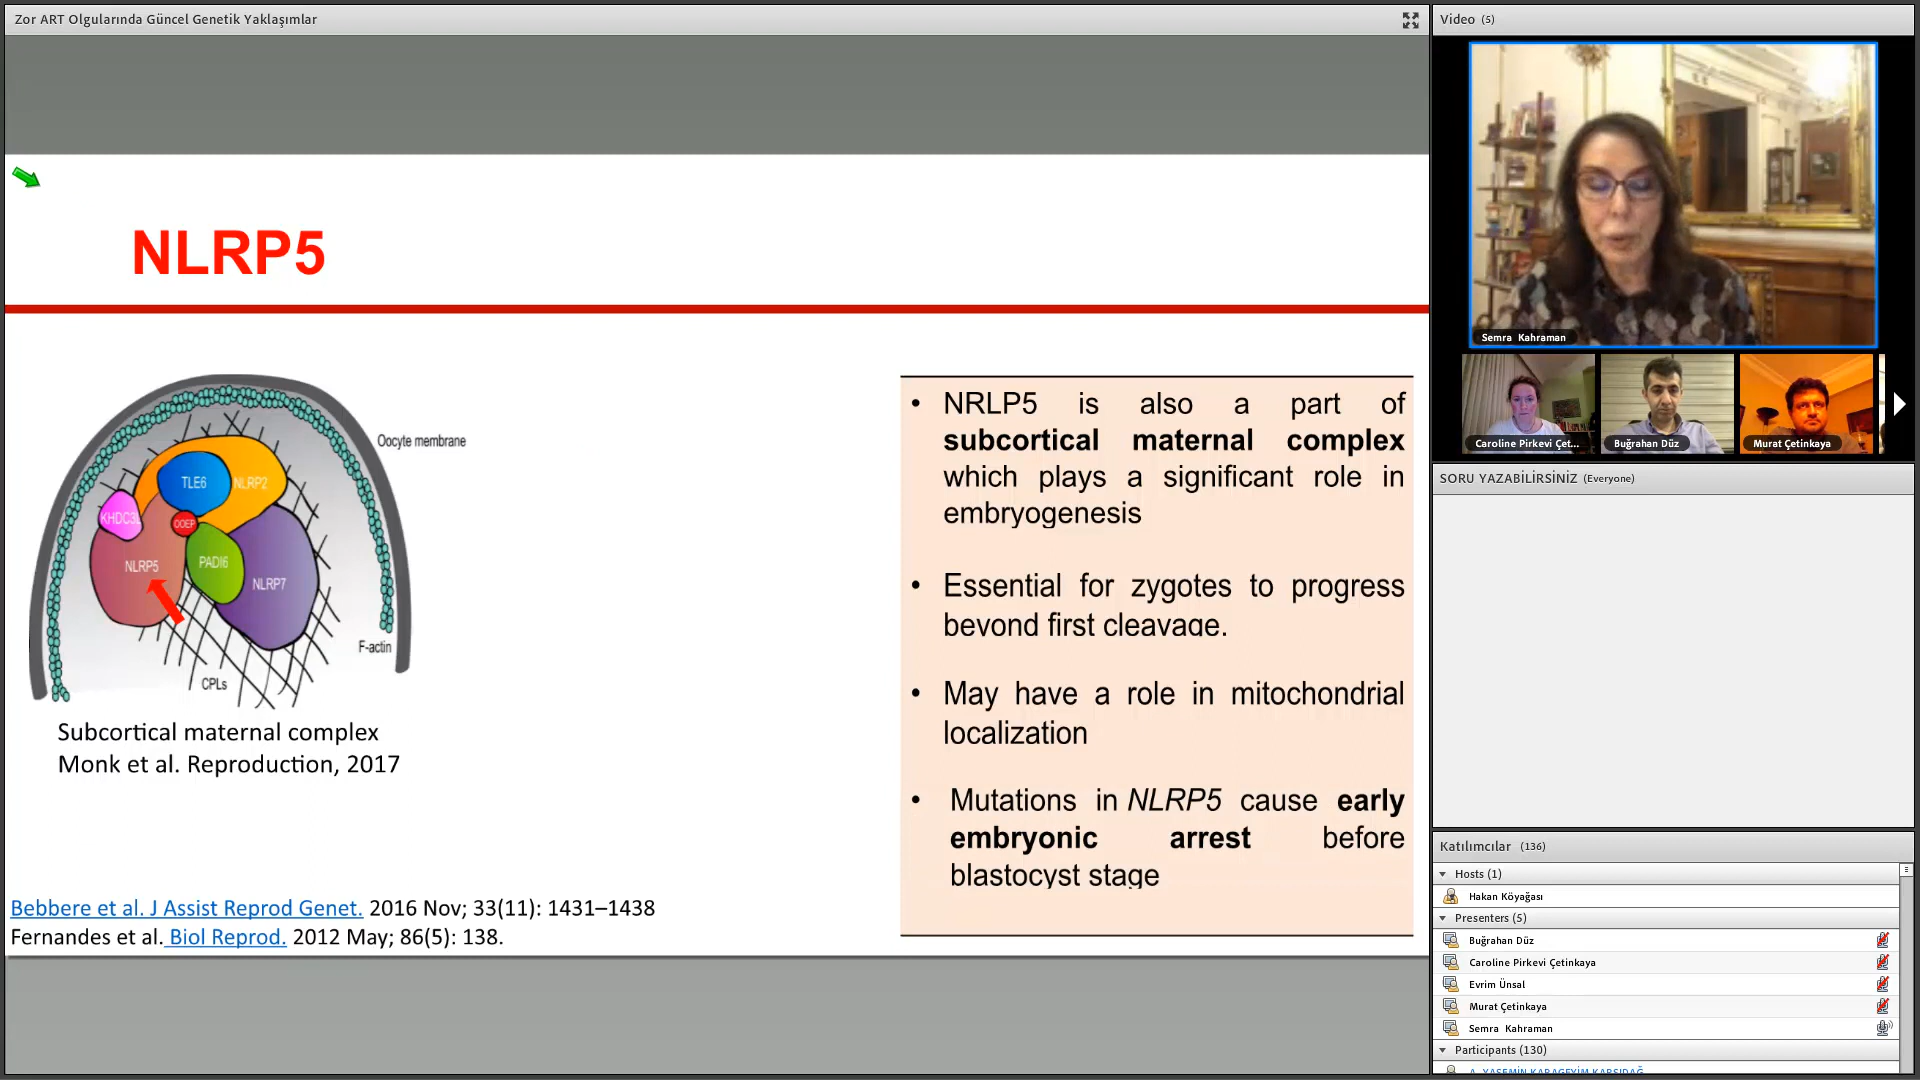 Zor ART Olgularında Güncel Genetik Yaklaşımlar
NLRP5
Oocyte membrane
TLE6
NLRP2
KHDC3L
OOEP
NLRP5
PADI6
NLRP7
F-actin
CPLs
Subcortical maternal complex
Monk et al. Reproduction, 2017
Bebbere et al. J Assist Reprod Genet. 2016 Nov; 33(11): 1431–1438
Fernandes et al. Biol Reprod. 2012 May; 86(5): 138.
• NRLP5 is also a part of
subcortical maternal complex
which plays a significant role in
embryogenesis
• Essential for zygotes to progress
beyond first cleavage.
• May have a role in mitochondrial
localization
• Mutations in NLRP5 cause early
embryonic arrest before
blastocyst stage
Video (5)
Semra Kahraman
Caroline Pirkevi Çet...
Buğrahan Düz
Murat Çetinkaya
SORU YAZABİLİRSİNİZ (Everyone)
Katılımcılar (136)
Hosts (1)
Hakan Köyağası
Presenters (5)
Buğrahan Düz
Caroline Pirkevi Çetinkaya
Evrim Ünsal
Murat Çetinkaya
Semra Kahraman
Participants (130)
A. YASEMİN KARAGEYİM KARŞIDAĞ